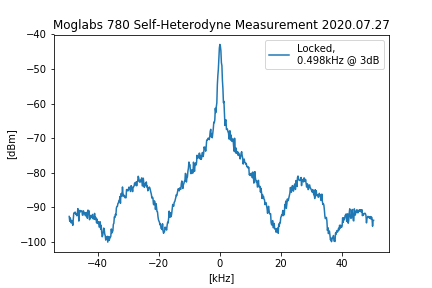 Moglabs 780 Self-Heterodyne Measurement 2020.07.27
Locked,
0.498kHz @ 3dB
−40
−50
−60
−70
−80
−90
−100
[dBm]
−40
−20
0
20
40
[kHz]